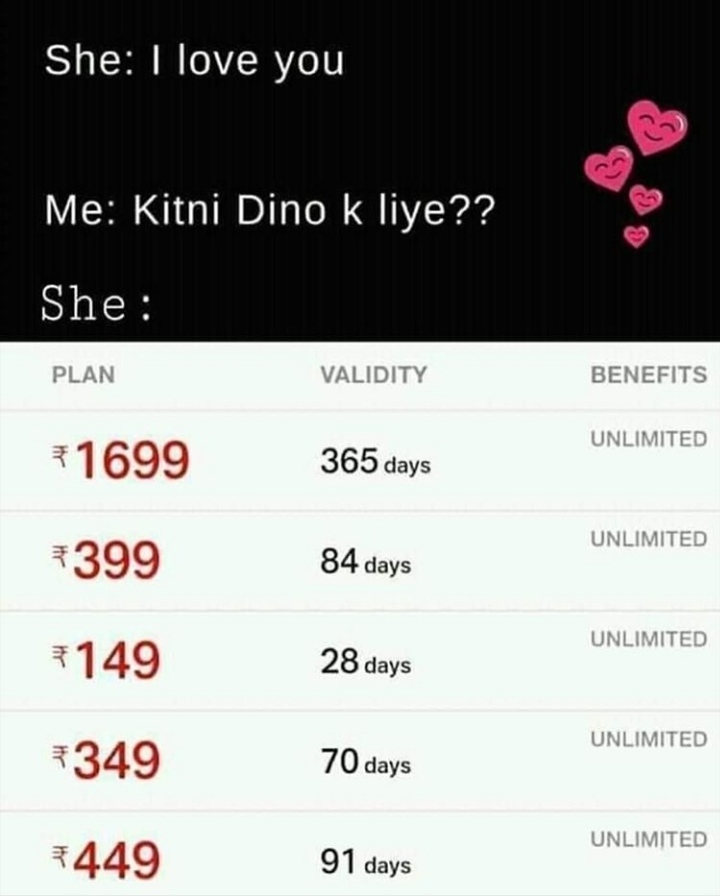 She: I love you
Me: Kitni Dino k liye??
She :
PLAN VALIDITY BENEFITS
₹1699 365 days UNLIMITED
₹399 84 days UNLIMITED
₹149 28 days UNLIMITED
₹349 70 days UNLIMITED
₹449 91 days UNLIMITED